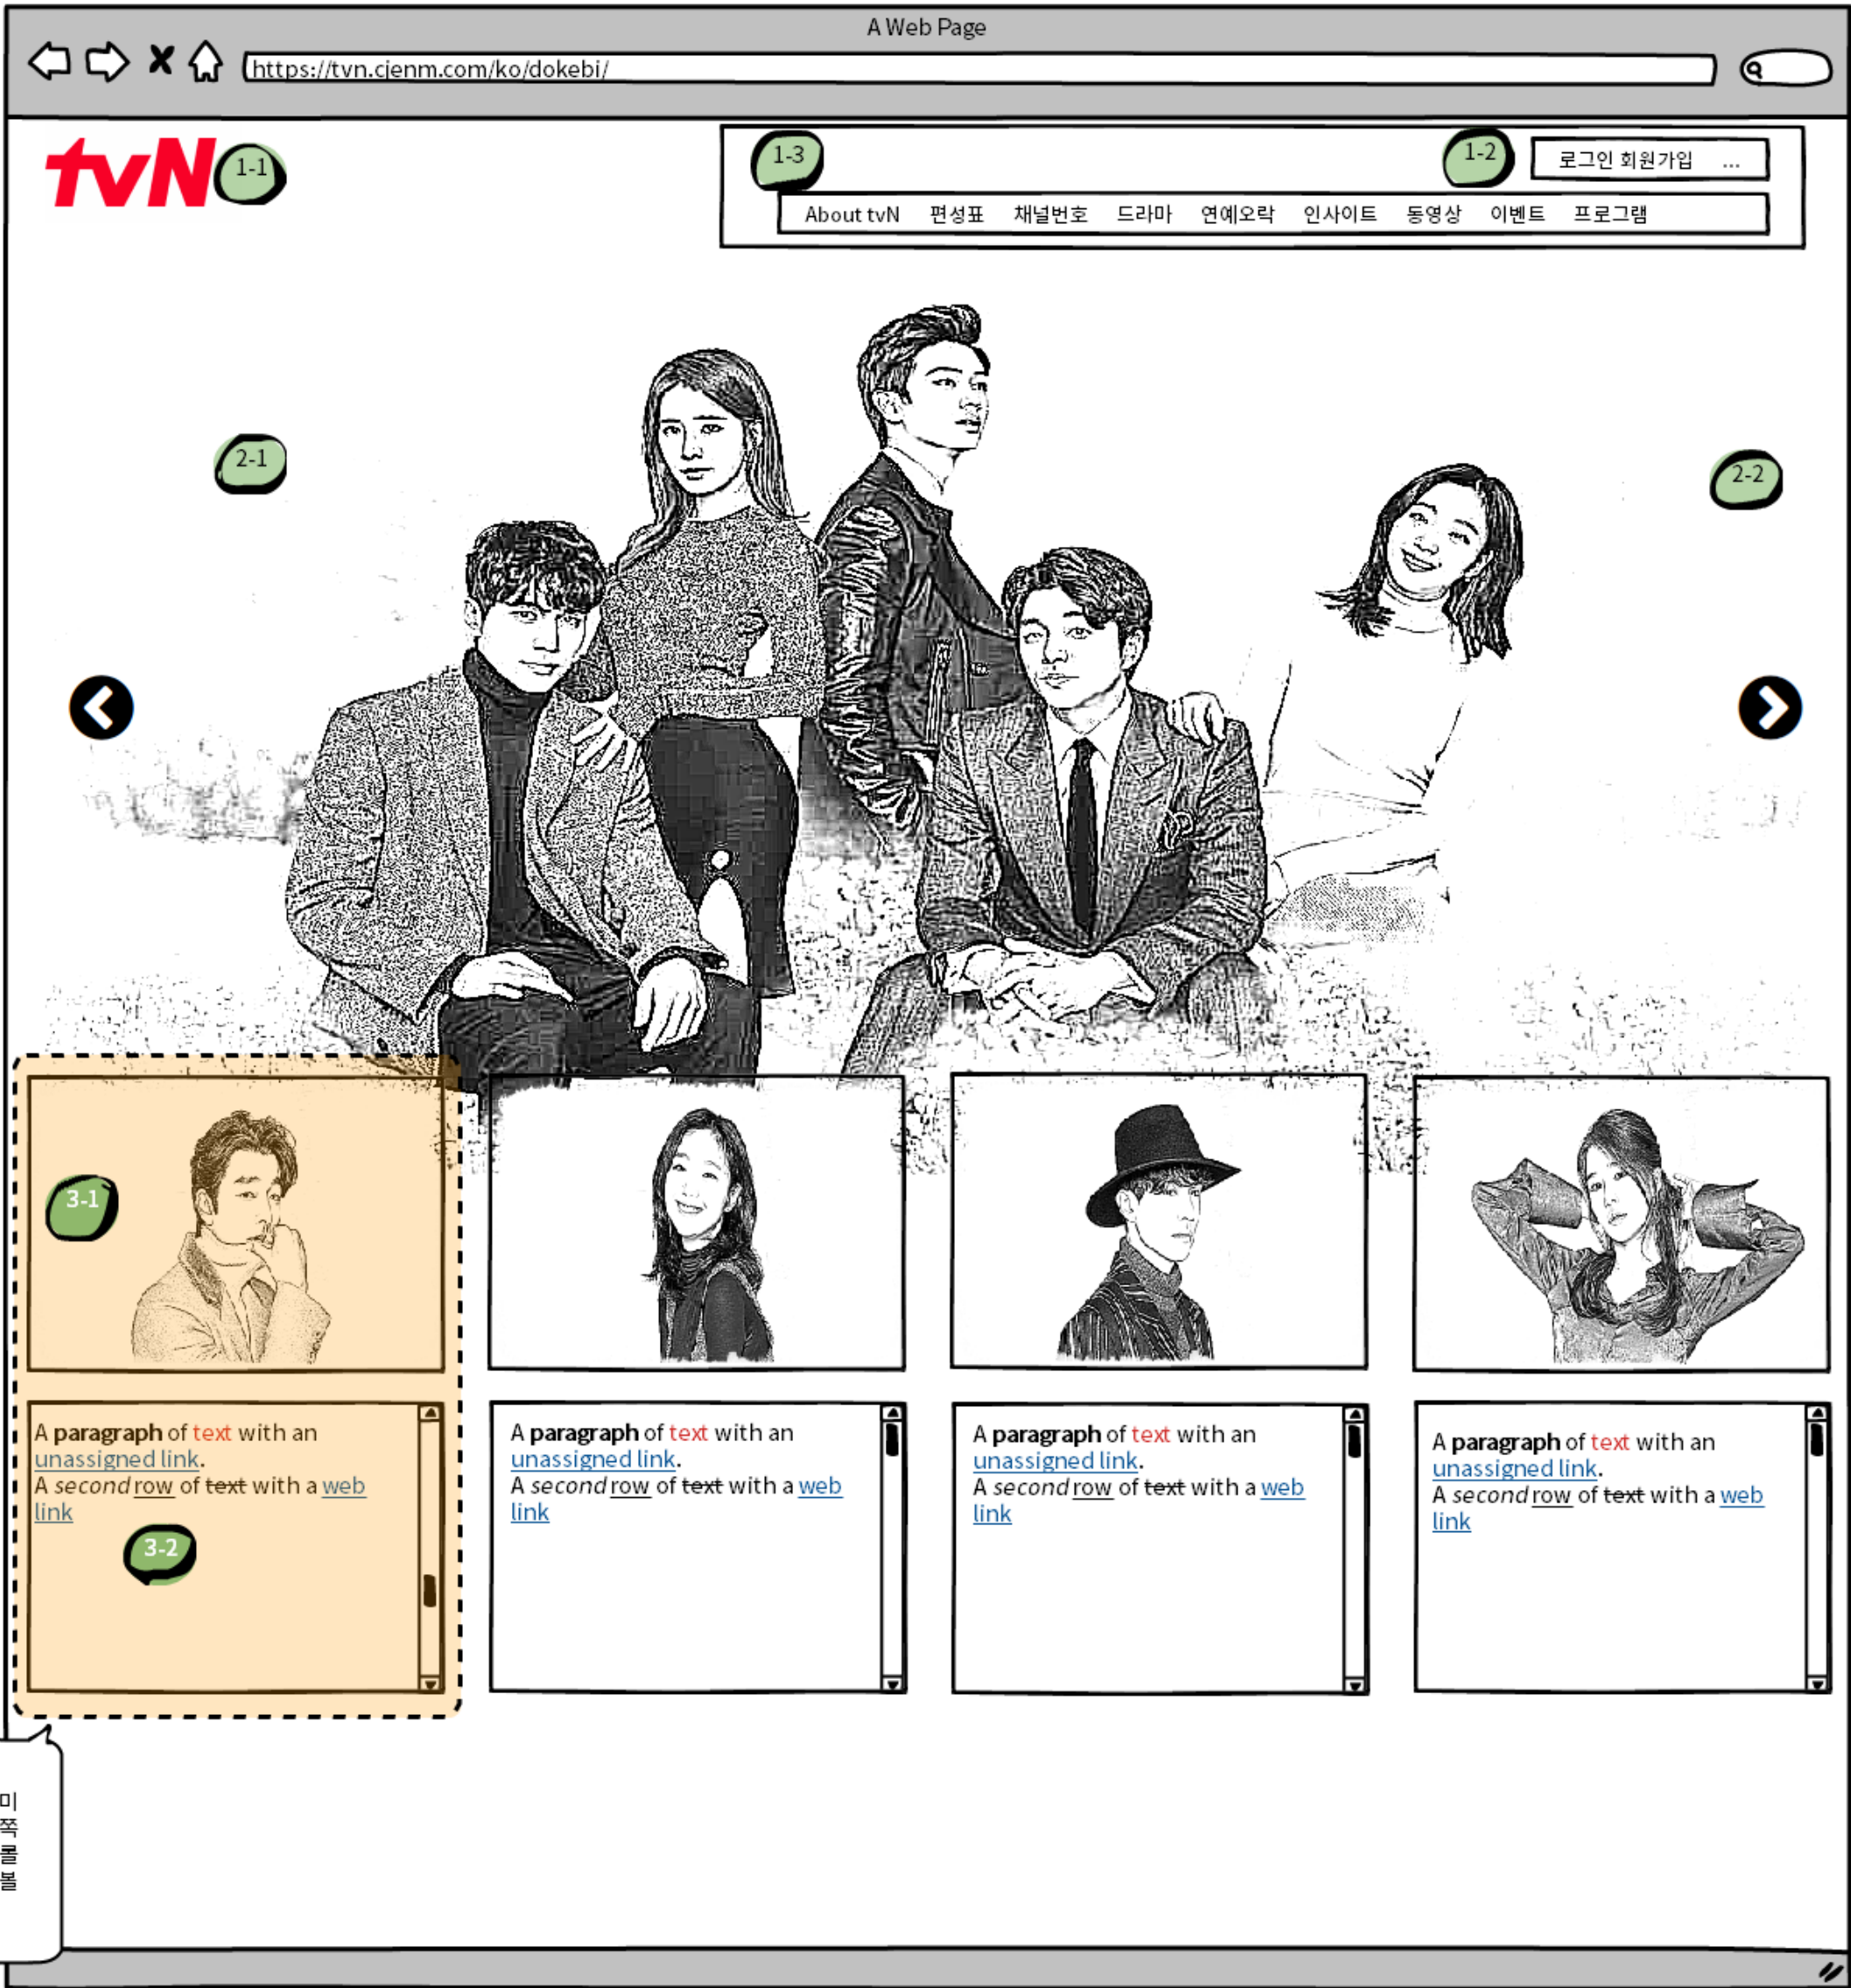 A Web Page
https://tvn.cjenm.com/ko/dokebi/
tvN
1-1
1-3
1-2
로그인 회원가입 ...
About tvN 편성표 채널번호 드라마 연예오락 인사이트 동영상 이벤트 프로그램
2-1
2-2
3-1
A paragraph of text with an
unassigned link.
A second row of text with a web
link
3-2
A paragraph of text with an
unassigned link.
A second row of text with a web
link
A paragraph of text with an
unassigned link.
A second row of text with a web
link
A paragraph of text with an
unassigned link.
A second row of text with a web
link
미
쪽
롤
볼